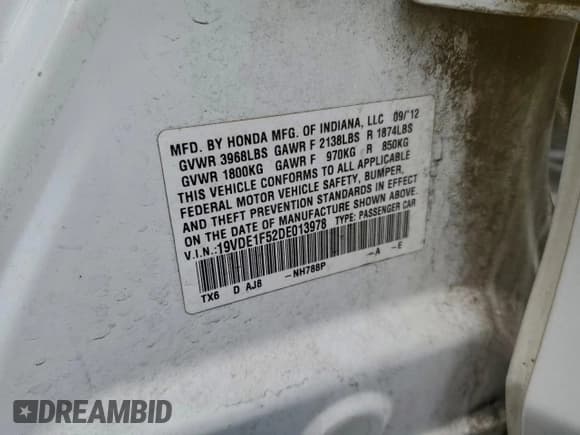 MFD. BY HONDA MFG. OF INDIANA, LLC 09/'12
GVWR 3968LBS GAWR F 2138LBS R 1874LBS
GVWR 1800KG GAWR F 970KG R 850KG
THIS VEHICLE CONFORMS TO ALL APPLICABLE
FEDERAL MOTOR VEHICLE SAFETY, BUMPER,
AND THEFT PREVENTION STANDARDS IN EFFECT
ON THE DATE OF MANUFACTURE SHOWN ABOVE.
V.I.N.:19VDE1F52DE013978 TYPE: PASSENGER CAR
TX6 D AJ8 -NH788P -A -E
DREAMBID